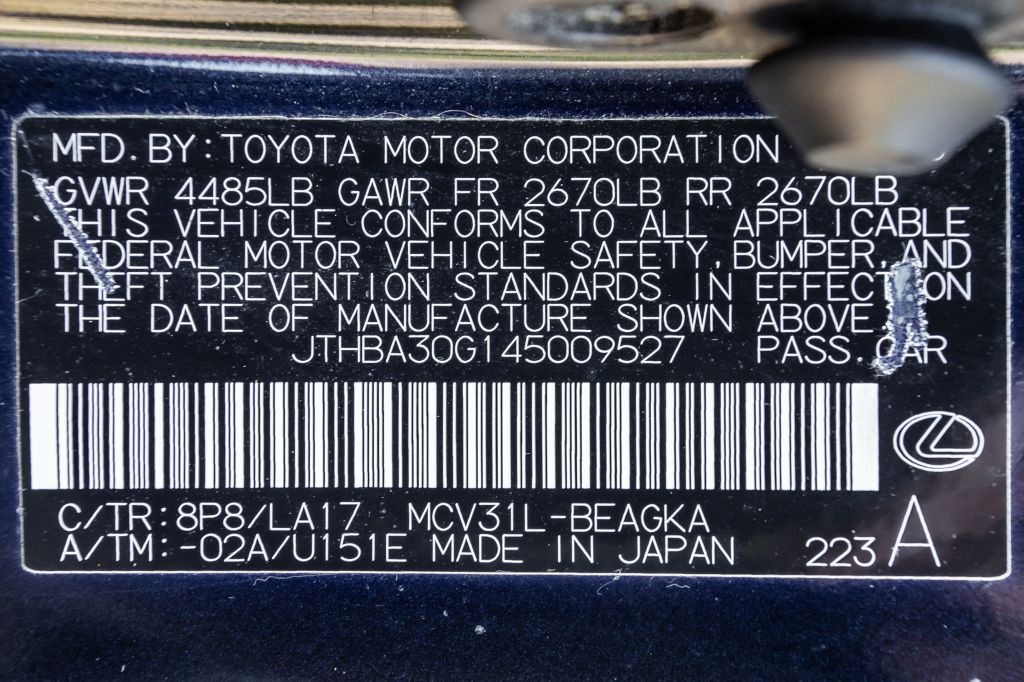 MFD. BY: TOYOTA MOTOR CORPORATION
GVWR 4485LB GAWR FR 2670LB RR 2670LB
THIS VEHICLE CONFORMS TO ALL APPLICABLE
FEDERAL MOTOR VEHICLE SAFETY, BUMPER, AND
THEFT PREVENTION STANDARDS IN EFFECT ON
THE DATE OF MANUFACTURE SHOWN ABOVE.
JTHBA30G145009527 PASS. CAR
C/TR: 8P8/LA17 MCV31L-BEAGKA
A/TM: -02A/U151E MADE IN JAPAN 223 A